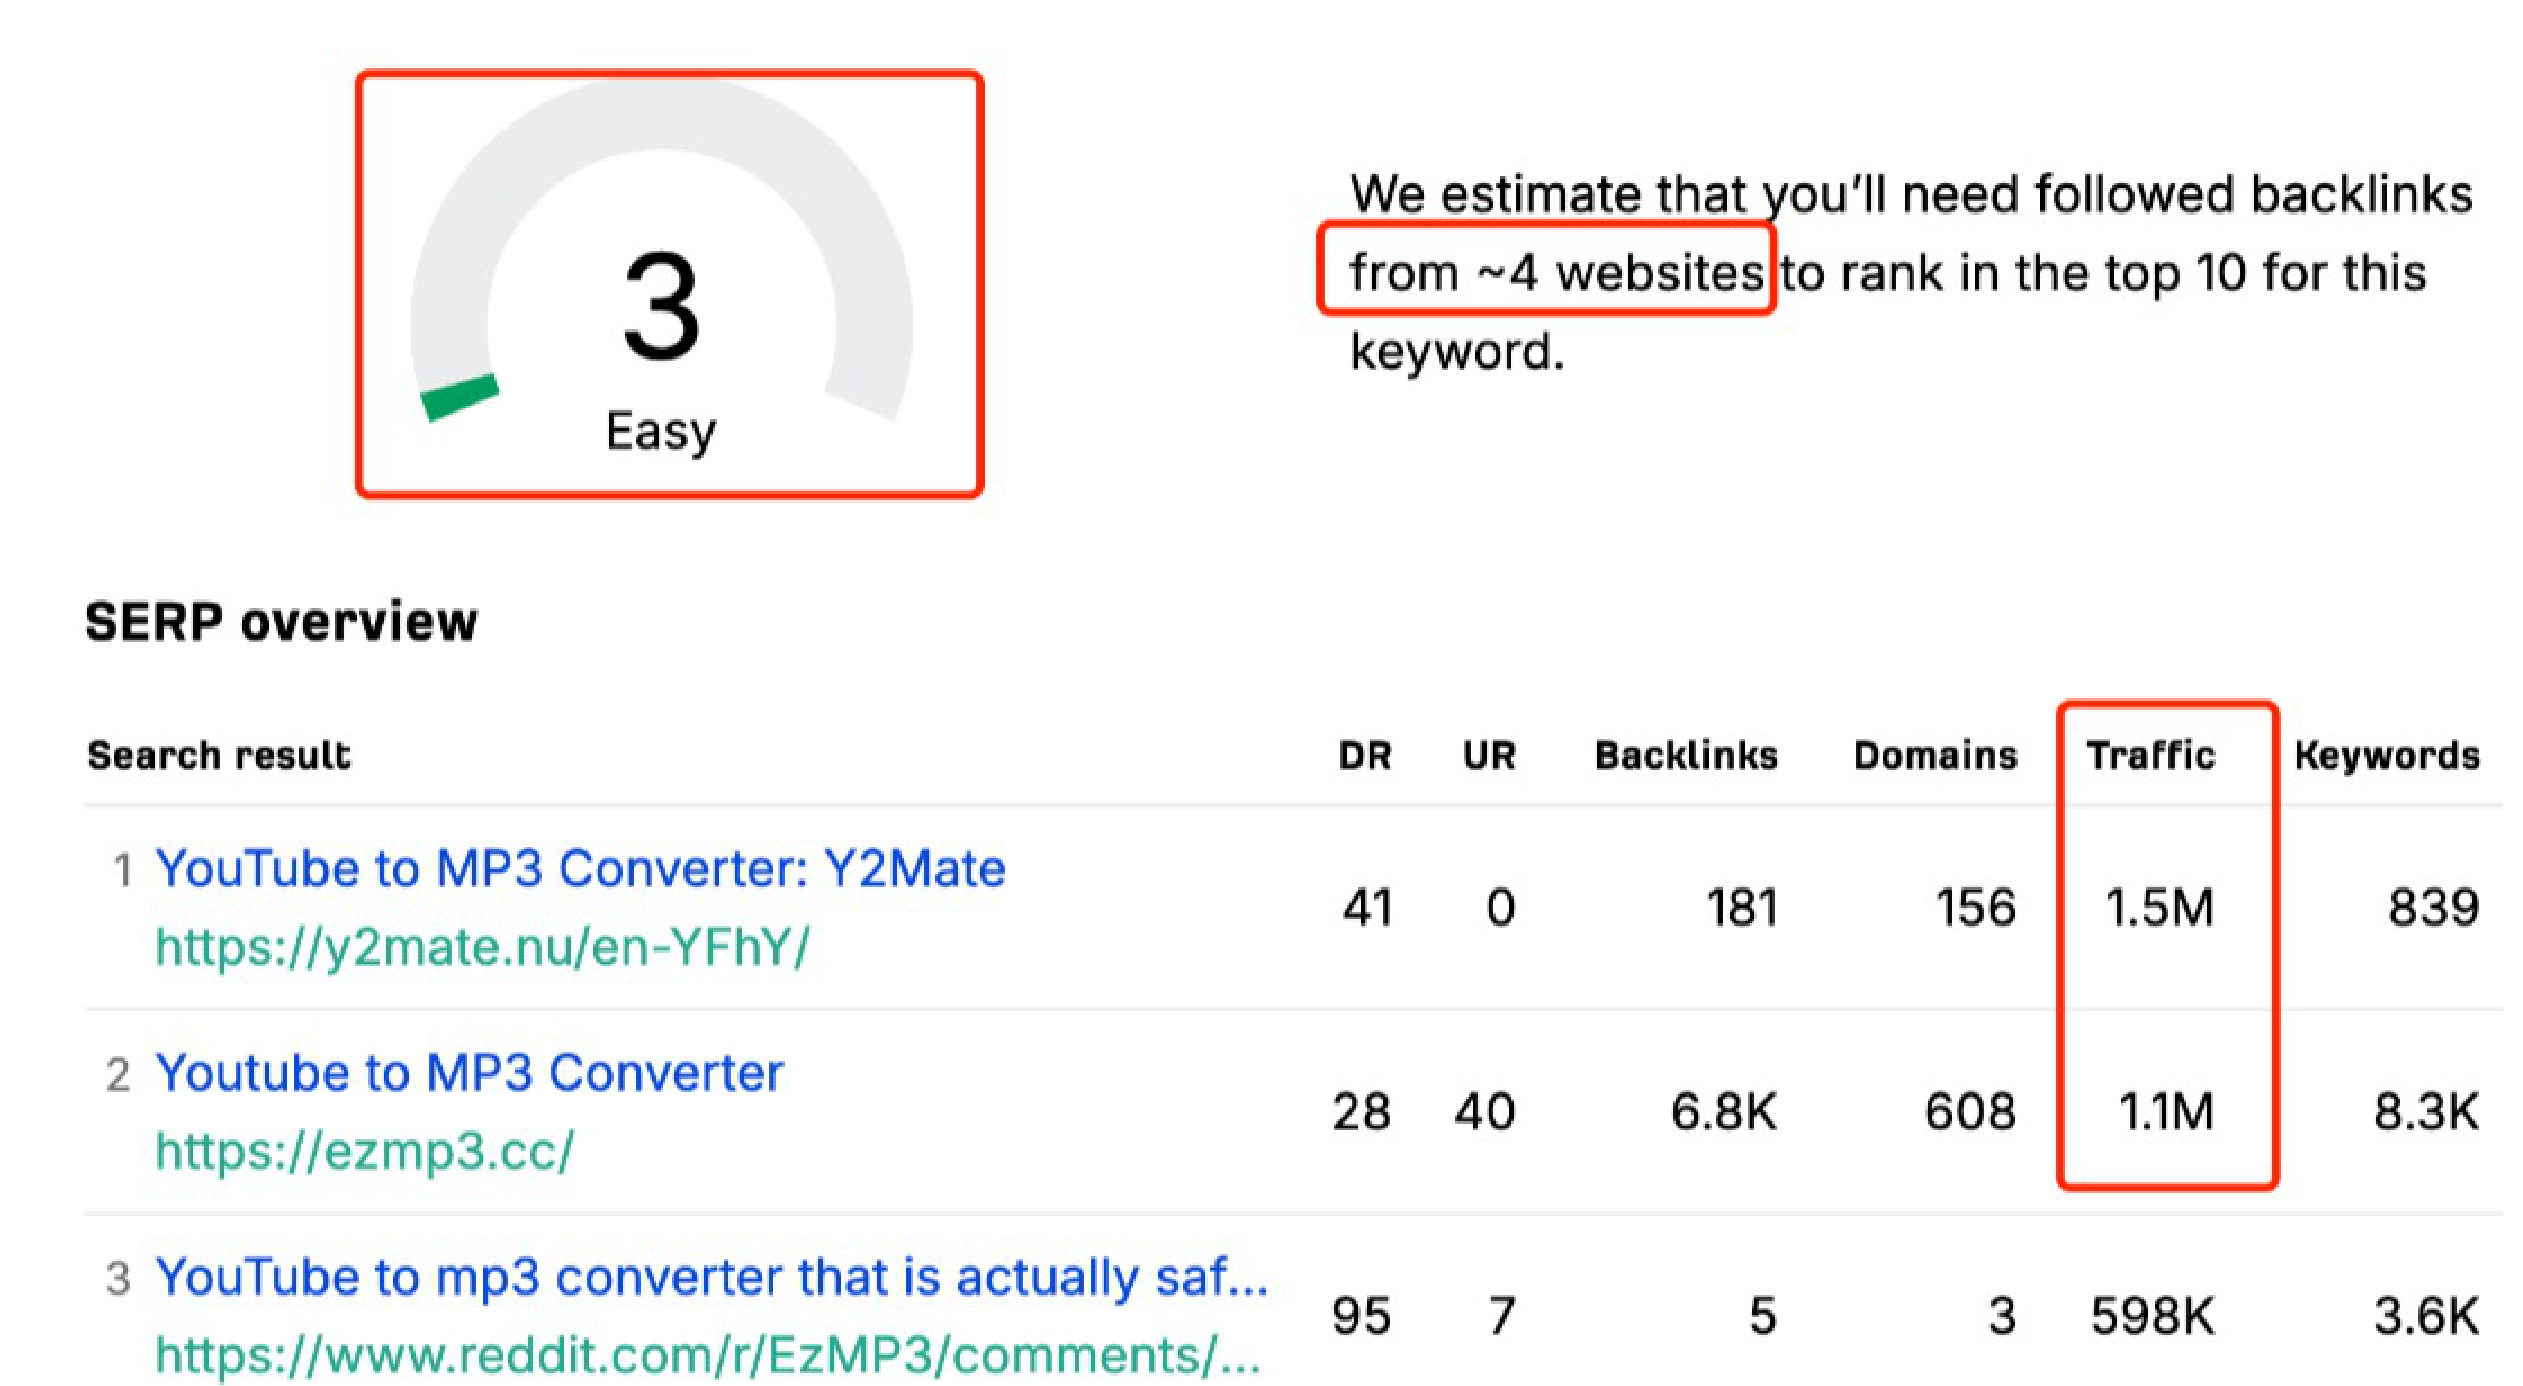 3
Easy
We estimate that you'll need followed backlinks
from ~4 websites to rank in the top 10 for this
keyword.
SERP overview
Search result DR UR Backlinks Domains Traffic Keywords
1 YouTube to MP3 Converter: Y2Mate
https://y2mate.nu/en-YFhY/
41 0 181 156 1.5M 839
2 Youtube to MP3 Converter
https://ezmp3.cc/
28 40 6.8K 608 1.1M 8.3K
3 YouTube to mp3 converter that is actually saf...
https://www.reddit.com/r/EzMP3/comments/...
95 7 5 3 598K 3.6K